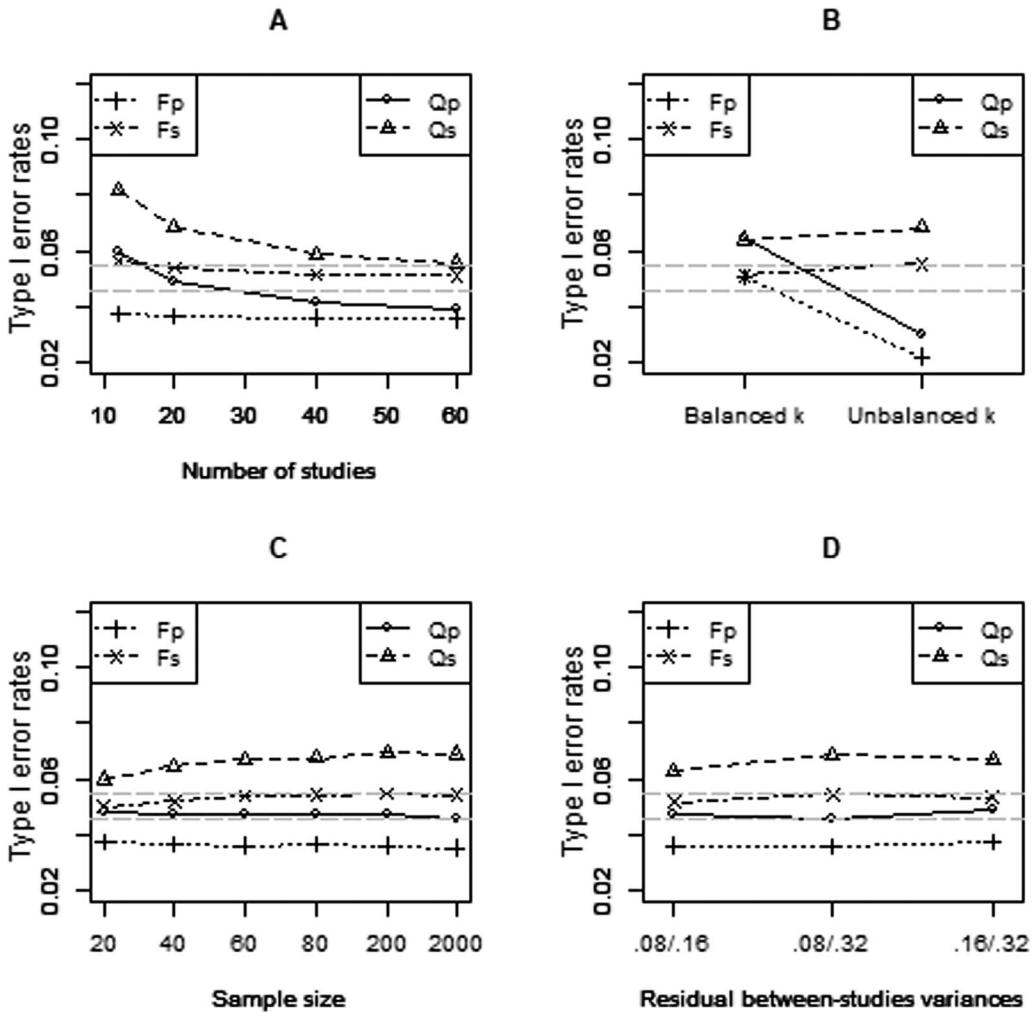 A
Type I error rates
0.02 0.06 0.10
Fp
Fs
Qp
Qs
10 20 30 40 50 60
Number of studies
B
Type I error rates
0.02 0.06 0.10
Fp
Fs
Qp
Qs
Balanced k Unbalanced k
C
Type I error rates
0.02 0.06 0.10
Fp
Fs
Qp
Qs
20 40 60 80 200 2000
Sample size
D
Type I error rates
0.02 0.06 0.10
Fp
Fs
Qp
Qs
.08/.16 .08/.32 .16/.32
Residual between-studies variances